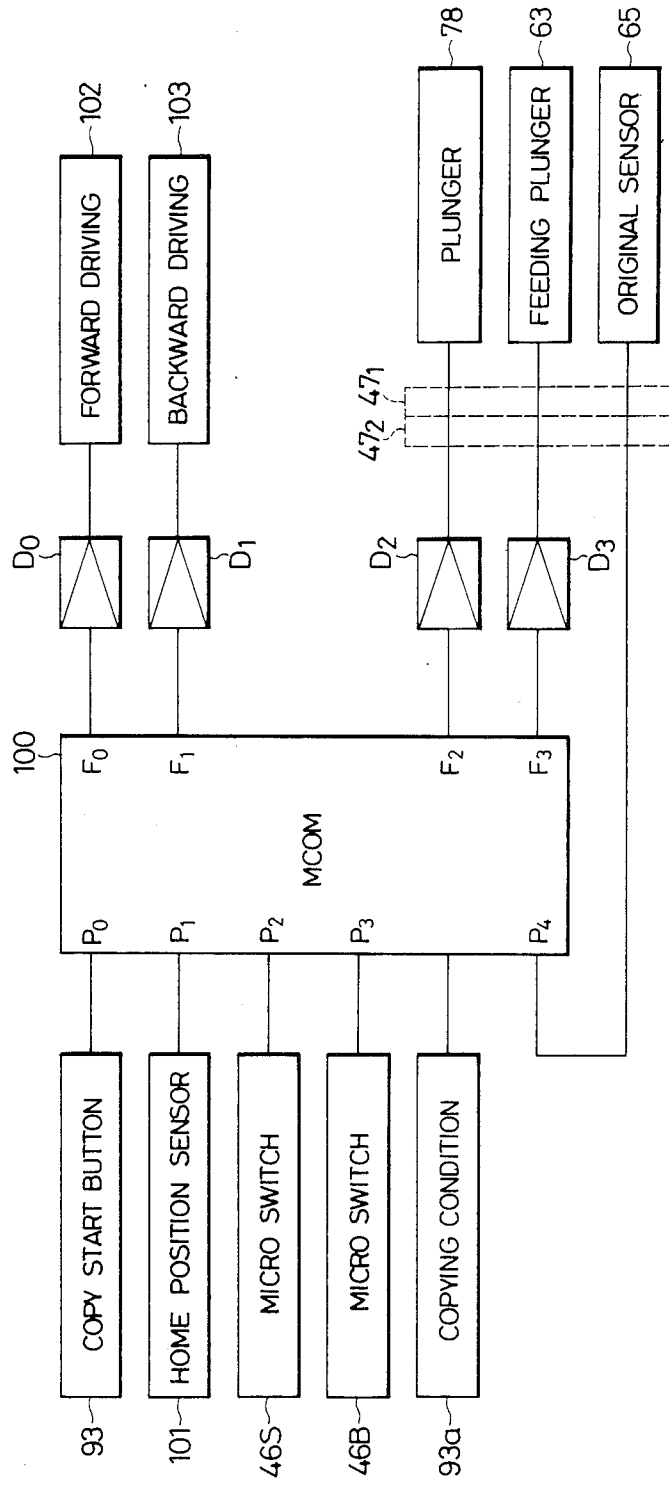 93
COPY START BUTTON
101
HOME POSITION SENSOR
46S
MICRO SWITCH
46B
MICRO SWITCH
93a
COPYING CONDITION
100
MCOM
P0
P1
P2
P3
P4
F0
F1
F2
F3
D0
D1
D2
D3
FORWARD DRIVING
102
BACKWARD DRIVING
103
472
471
PLUNGER
78
FEEDING PLUNGER
63
ORIGINAL SENSOR
65